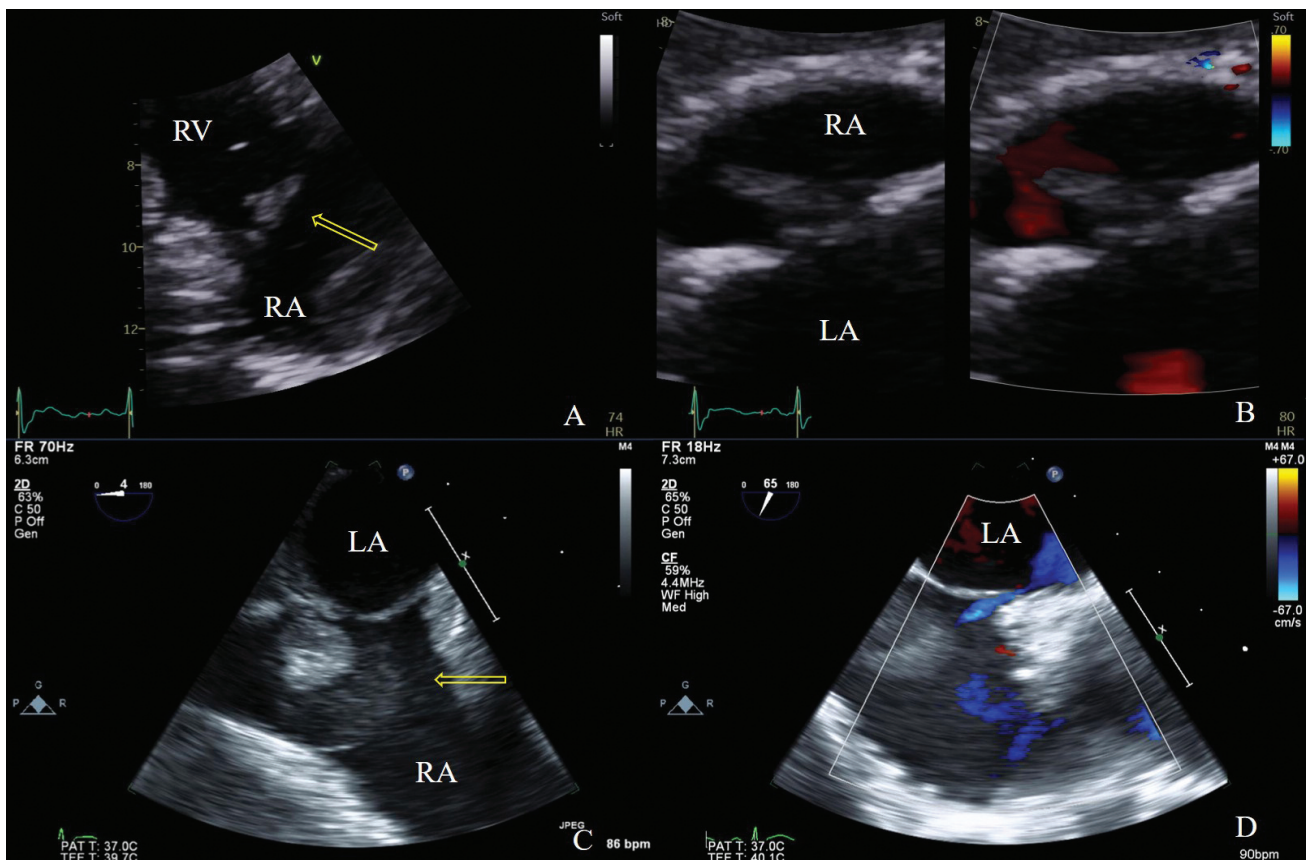 Soft
V
RV
8
10
RA
12
A
74
HR
HD
8
RA
LA
Soft
.70
-.70
B
80
HR
FR 70Hz
6.3cm
M4
2D
63%
C 50
P Off
Gen
0 4 180
P
LA
x
G
P R
RA
JPEG
C
PAT T: 37.0C
TEE T: 39.7C
86 bpm
FR 18Hz
7.3cm
M4 M4
+67.0
2D
65%
C 50
P Off
Gen
CF
59%
4.4MHz
WF High
Med
0 65 180
P
LA
x
-67.0
cm/s
G
P R
D
PAT T: 37.0C
TEE T: 40.1C
90bpm